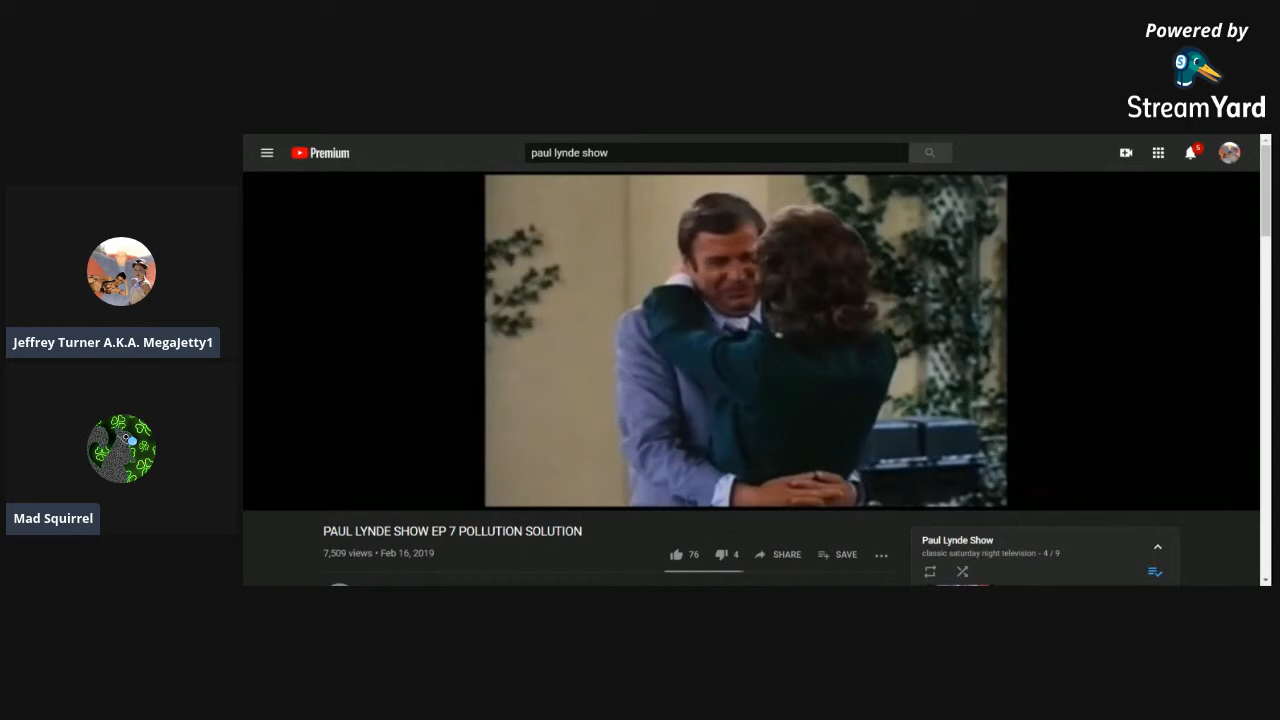 Powered by
S
StreamYard
Premium
paul lynde show
5
Jeffrey Turner A.K.A. MegaJetty1
Mad Squirrel
PAUL LYNDE SHOW EP 7 POLLUTION SOLUTION
7,509 views • Feb 16, 2019
76
4
SHARE
SAVE
Paul Lynde Show
classic saturday night television - 4 / 9